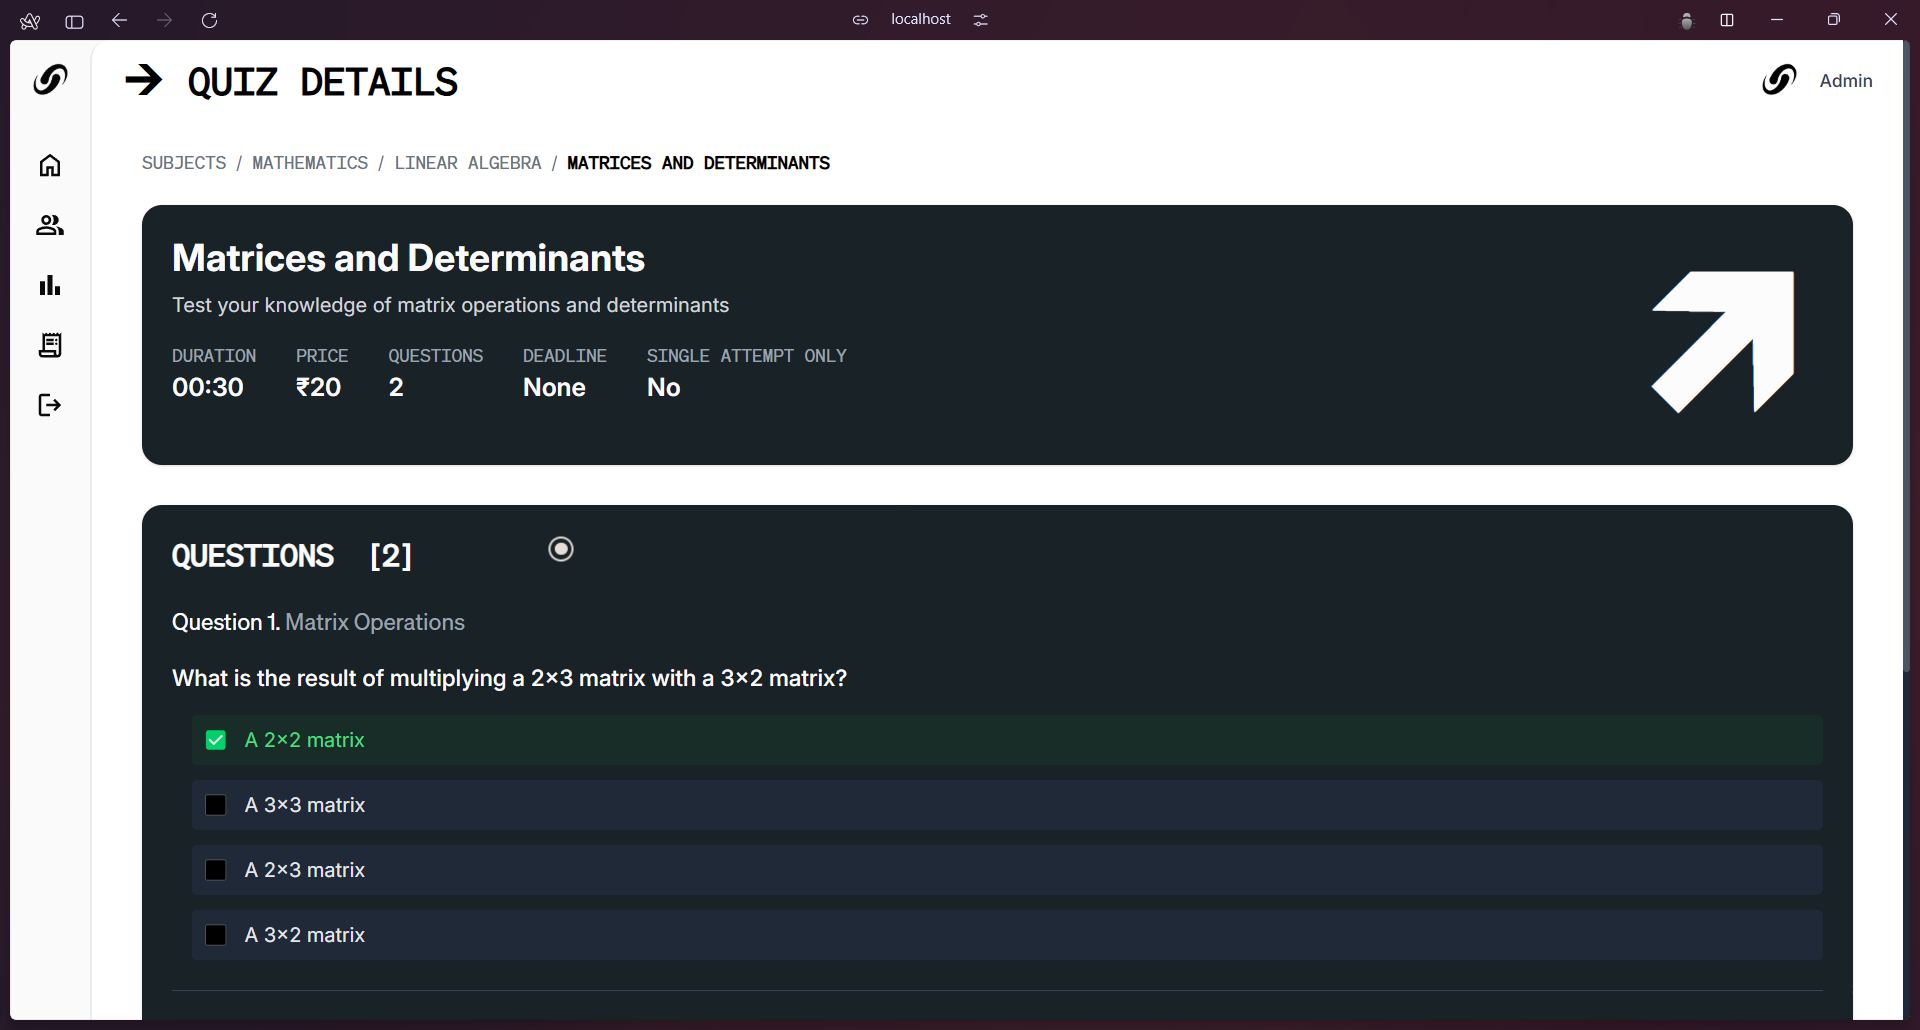 localhost
QUIZ DETAILS
Admin
SUBJECTS / MATHEMATICS / LINEAR ALGEBRA / MATRICES AND DETERMINANTS
Matrices and Determinants
Test your knowledge of matrix operations and determinants
DURATION PRICE QUESTIONS DEADLINE SINGLE ATTEMPT ONLY
00:30 ₹20 2 None No
QUESTIONS [2]
Question 1. Matrix Operations
What is the result of multiplying a 2×3 matrix with a 3×2 matrix?
A 2×2 matrix
A 3×3 matrix
A 2×3 matrix
A 3×2 matrix